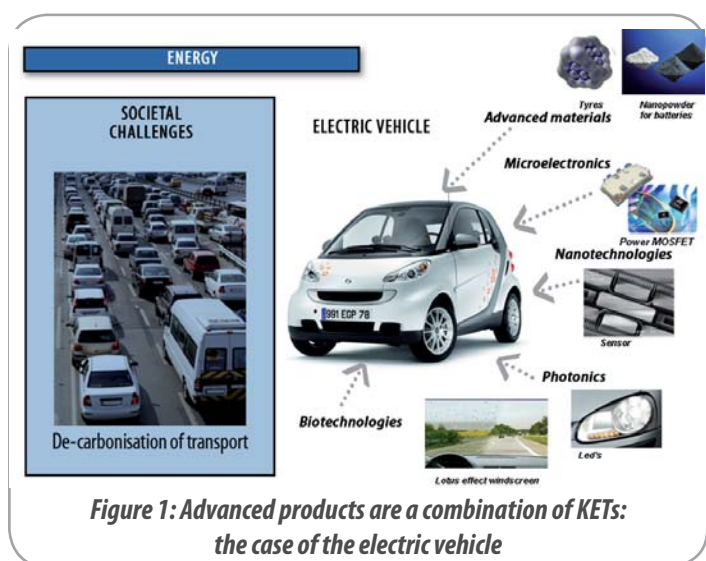 ENERGY
SOCIETAL
CHALLENGES
De-carbonisation of transport
ELECTRIC VEHICLE
Tyres
Nanopowder
for batteries
Advanced materials
Microelectronics
Power MOSFET
Nanotechnologies
Sensor
Photonics
Led's
Biotechnologies
Lotus effect windscreen
991 EGP 78
Figure 1: Advanced products are a combination of KETs:
the case of the electric vehicle